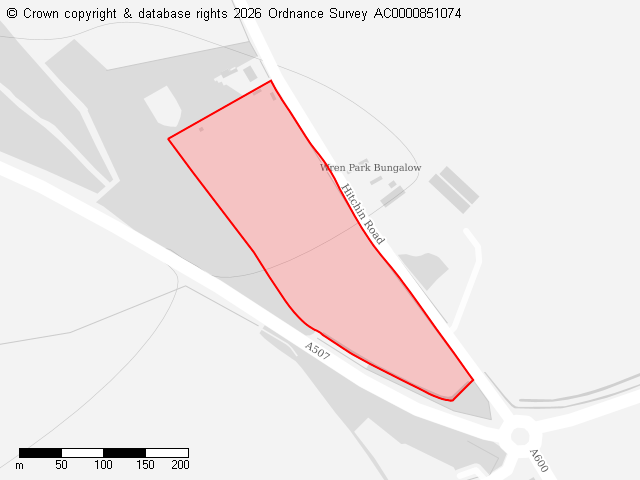 © Crown copyright & database rights 2026 Ordnance Survey AC0000851074
Wren Park Bungalow
Hitchin Road
A507
A600
m 50 100 150 200